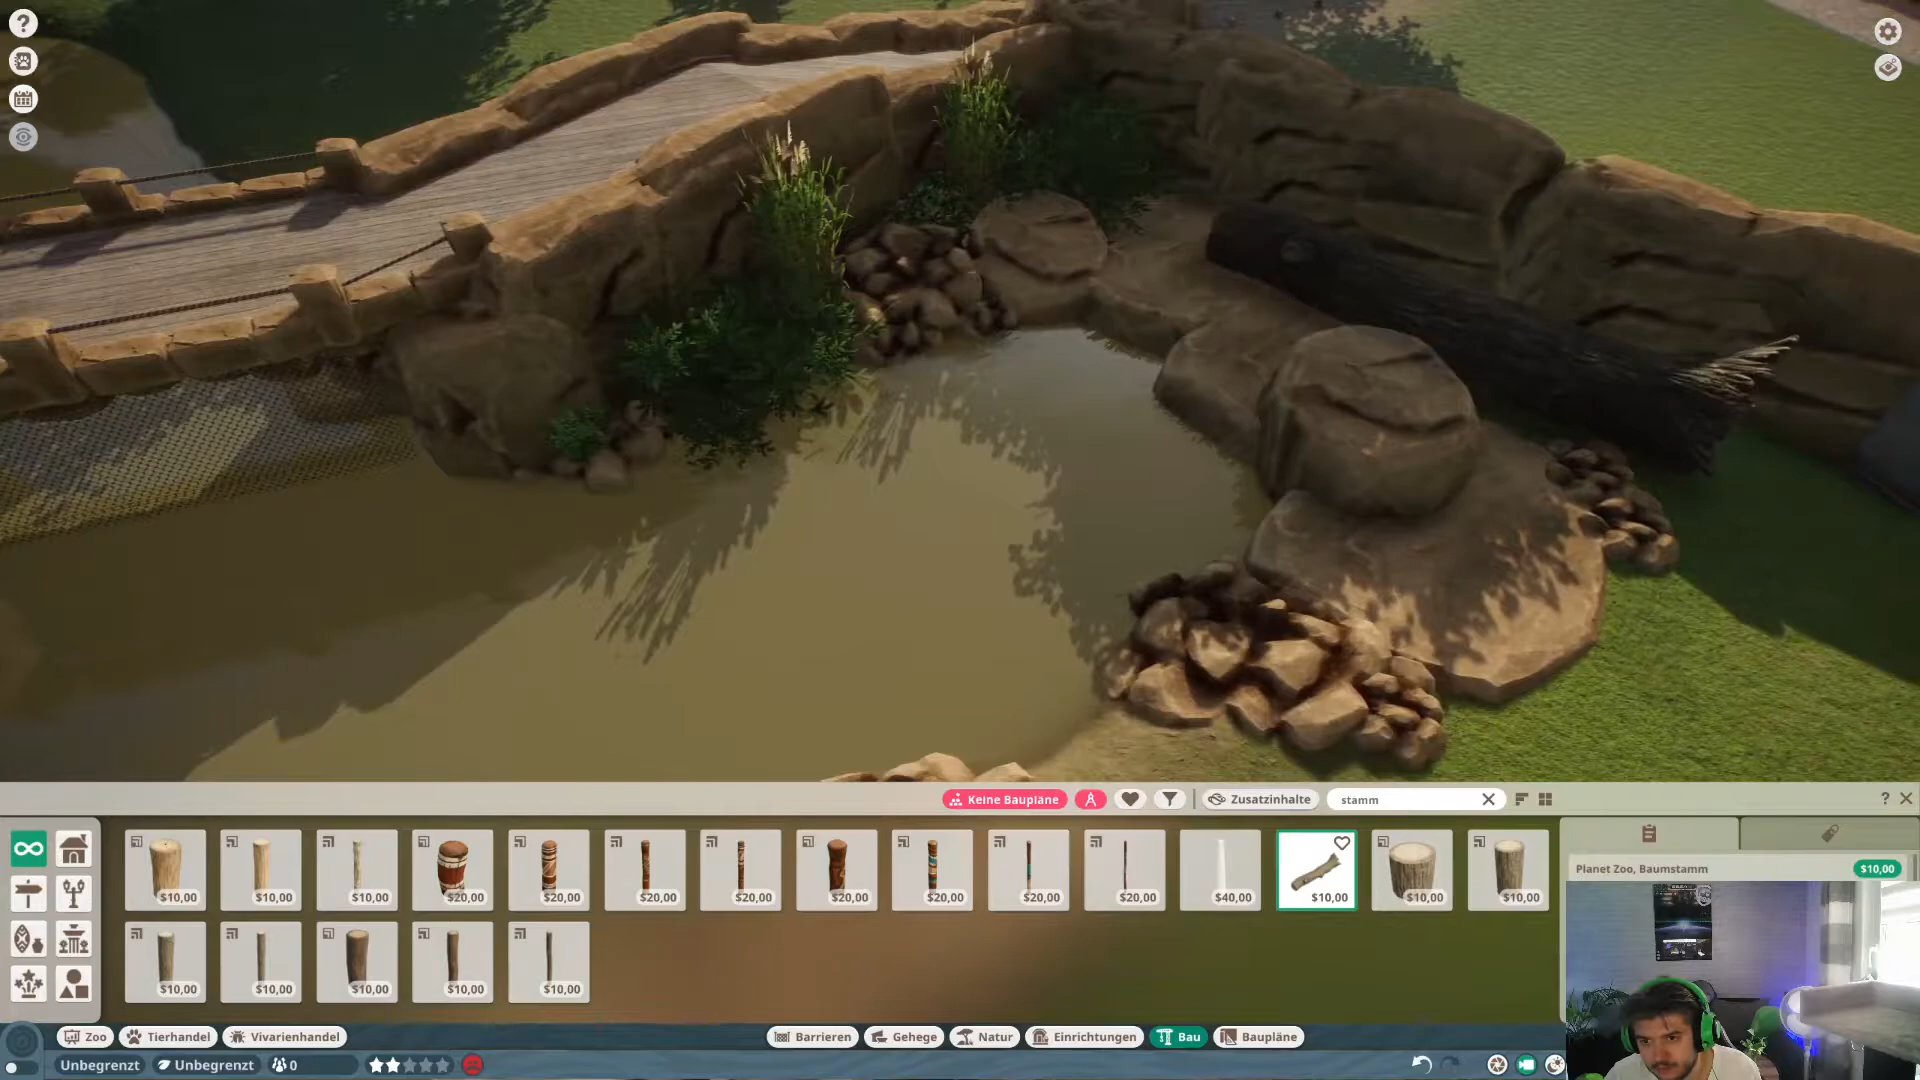 Keine Baupläne
Zusatzinhalte
stamm
$10,00
$10,00
$10,00
$20,00
$20,00
$20,00
$20,00
$20,00
$20,00
$20,00
$20,00
$40,00
$10,00
$10,00
$10,00
$10,00
$10,00
$10,00
$10,00
$10,00
Planet Zoo, Baumstamm
$10,00
Zoo
Tierhandel
Vivarienhandel
Barrieren
Gehege
Natur
Einrichtungen
Bau
Baupläne
Unbegrenzt
Unbegrenzt
0